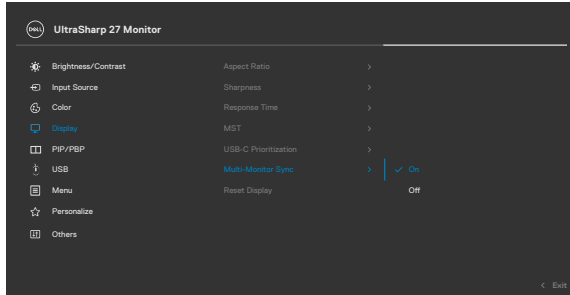 DELL
UltraSharp 27 Monitor
Brightness/Contrast
Input Source
Color
Display
PIP/PBP
USB
Menu
Personalize
Others
Aspect Ratio
Sharpness
Response Time
MST
USB-C Prioritization
Multi-Monitor Sync
Reset Display
On
Off
Exit